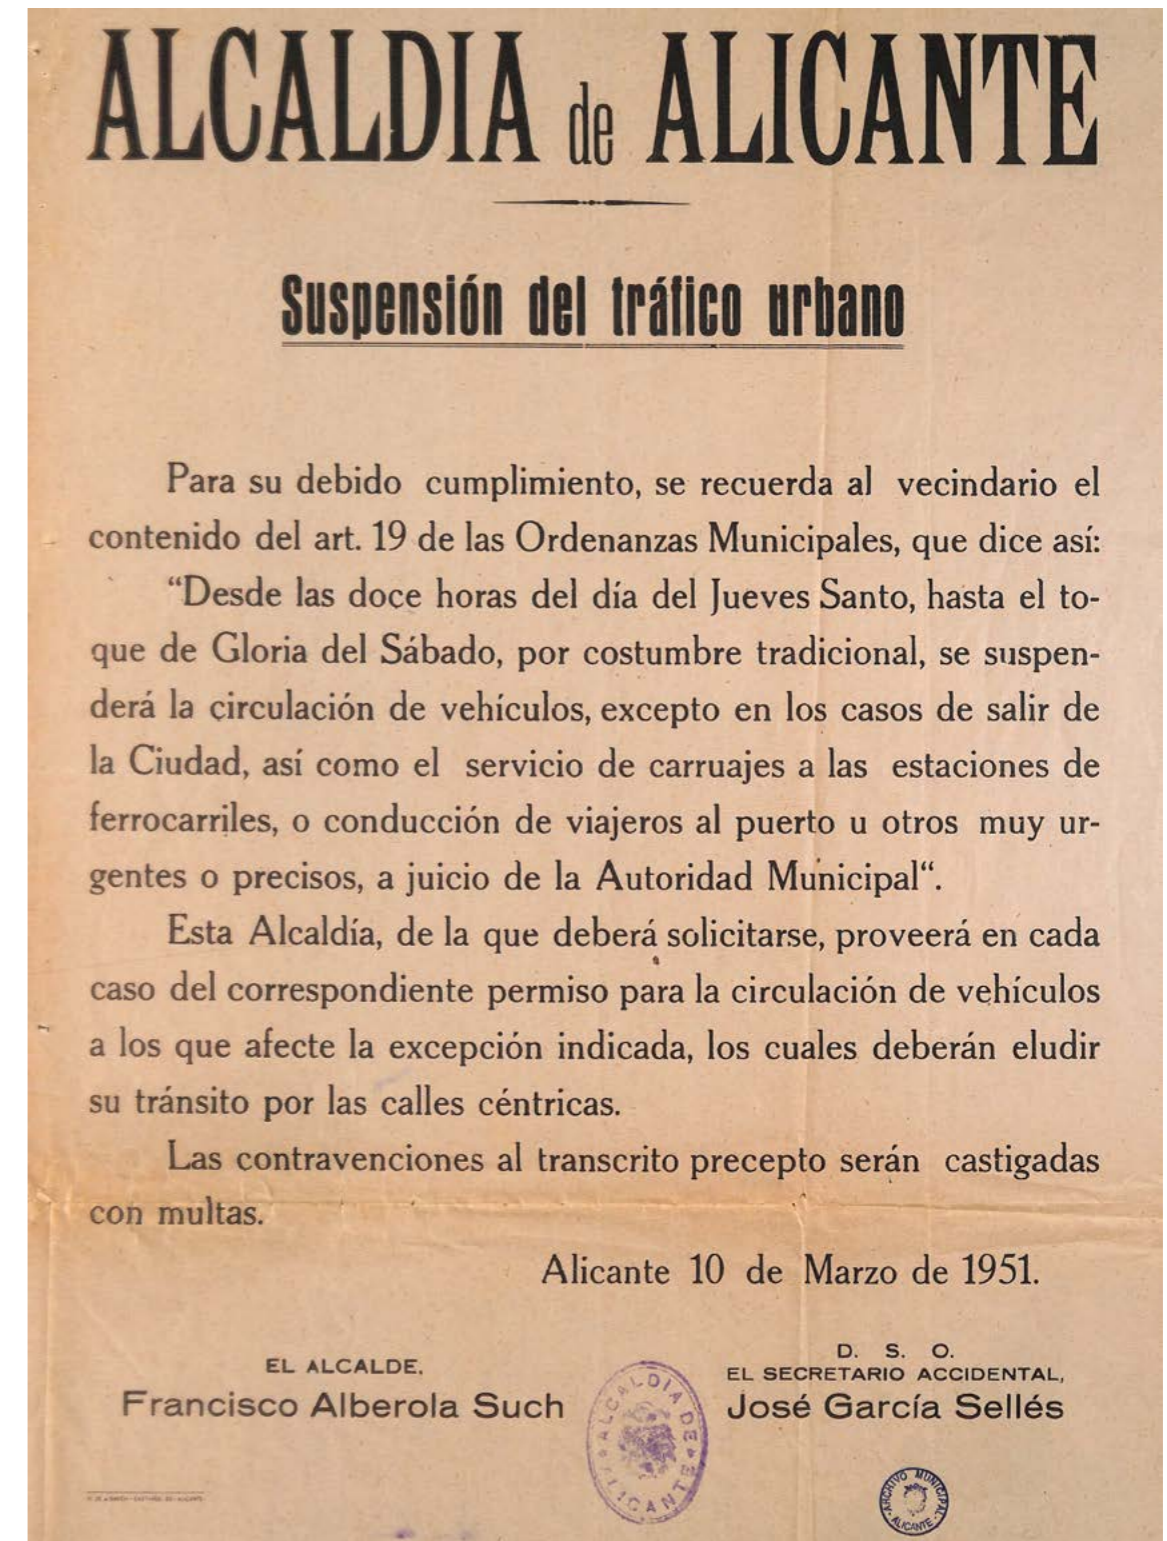 ALCALDIA de ALICANTE
Suspensión del tráfico urbano
Para su debido cumplimiento, se recuerda al vecindario el
contenido del art. 19 de las Ordenanzas Municipales, que dice así:
“Desde las doce horas del día del Jueves Santo, hasta el to-
que de Gloria del Sábado, por costumbre tradicional, se suspen-
derá la circulación de vehículos, excepto en los casos de salir de
la Ciudad, así como el servicio de carruajes a las estaciones de
ferrocarriles, o conducción de viajeros al puerto u otros muy ur-
gentes o precisos, a juicio de la Autoridad Municipal“.
Esta Alcaldía, de la que deberá solicitarse, proveerá en cada
caso del correspondiente permiso para la circulación de vehículos
a los que afecte la excepción indicada, los cuales deberán eludir
su tránsito por las calles céntricas.
Las contravenciones al transcrito precepto serán castigadas
con multas.
Alicante 10 de Marzo de 1951.
EL ALCALDE,
Francisco Alberola Such
D. S. O.
EL SECRETARIO ACCIDENTAL,
José García Sellés
ALCALDIA DE ALICANTE
ARCHIVO MUNICIPAL
ALICANTE